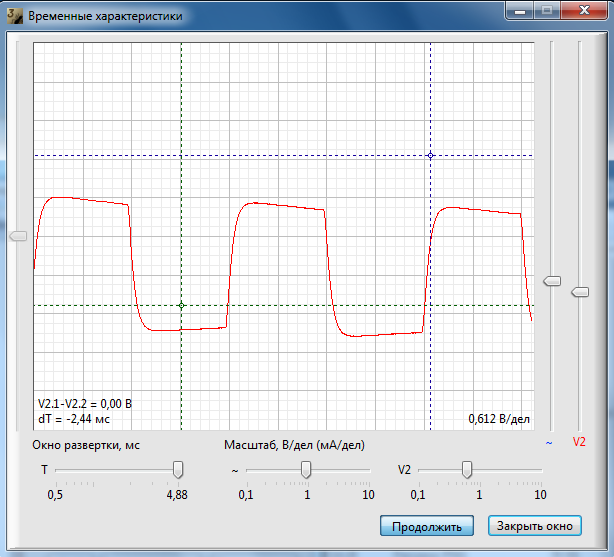 Временные характеристики
V2.1-V2.2 = 0,00 В
dT = -2,44 мс
0,612 В/дел
Окно развертки, мс
Масштаб, В/дел (мА/дел)
~
V2
T
~
V2
0,5
4,88
0,1
1
10
0,1
1
10
Продолжить
Закрыть окно